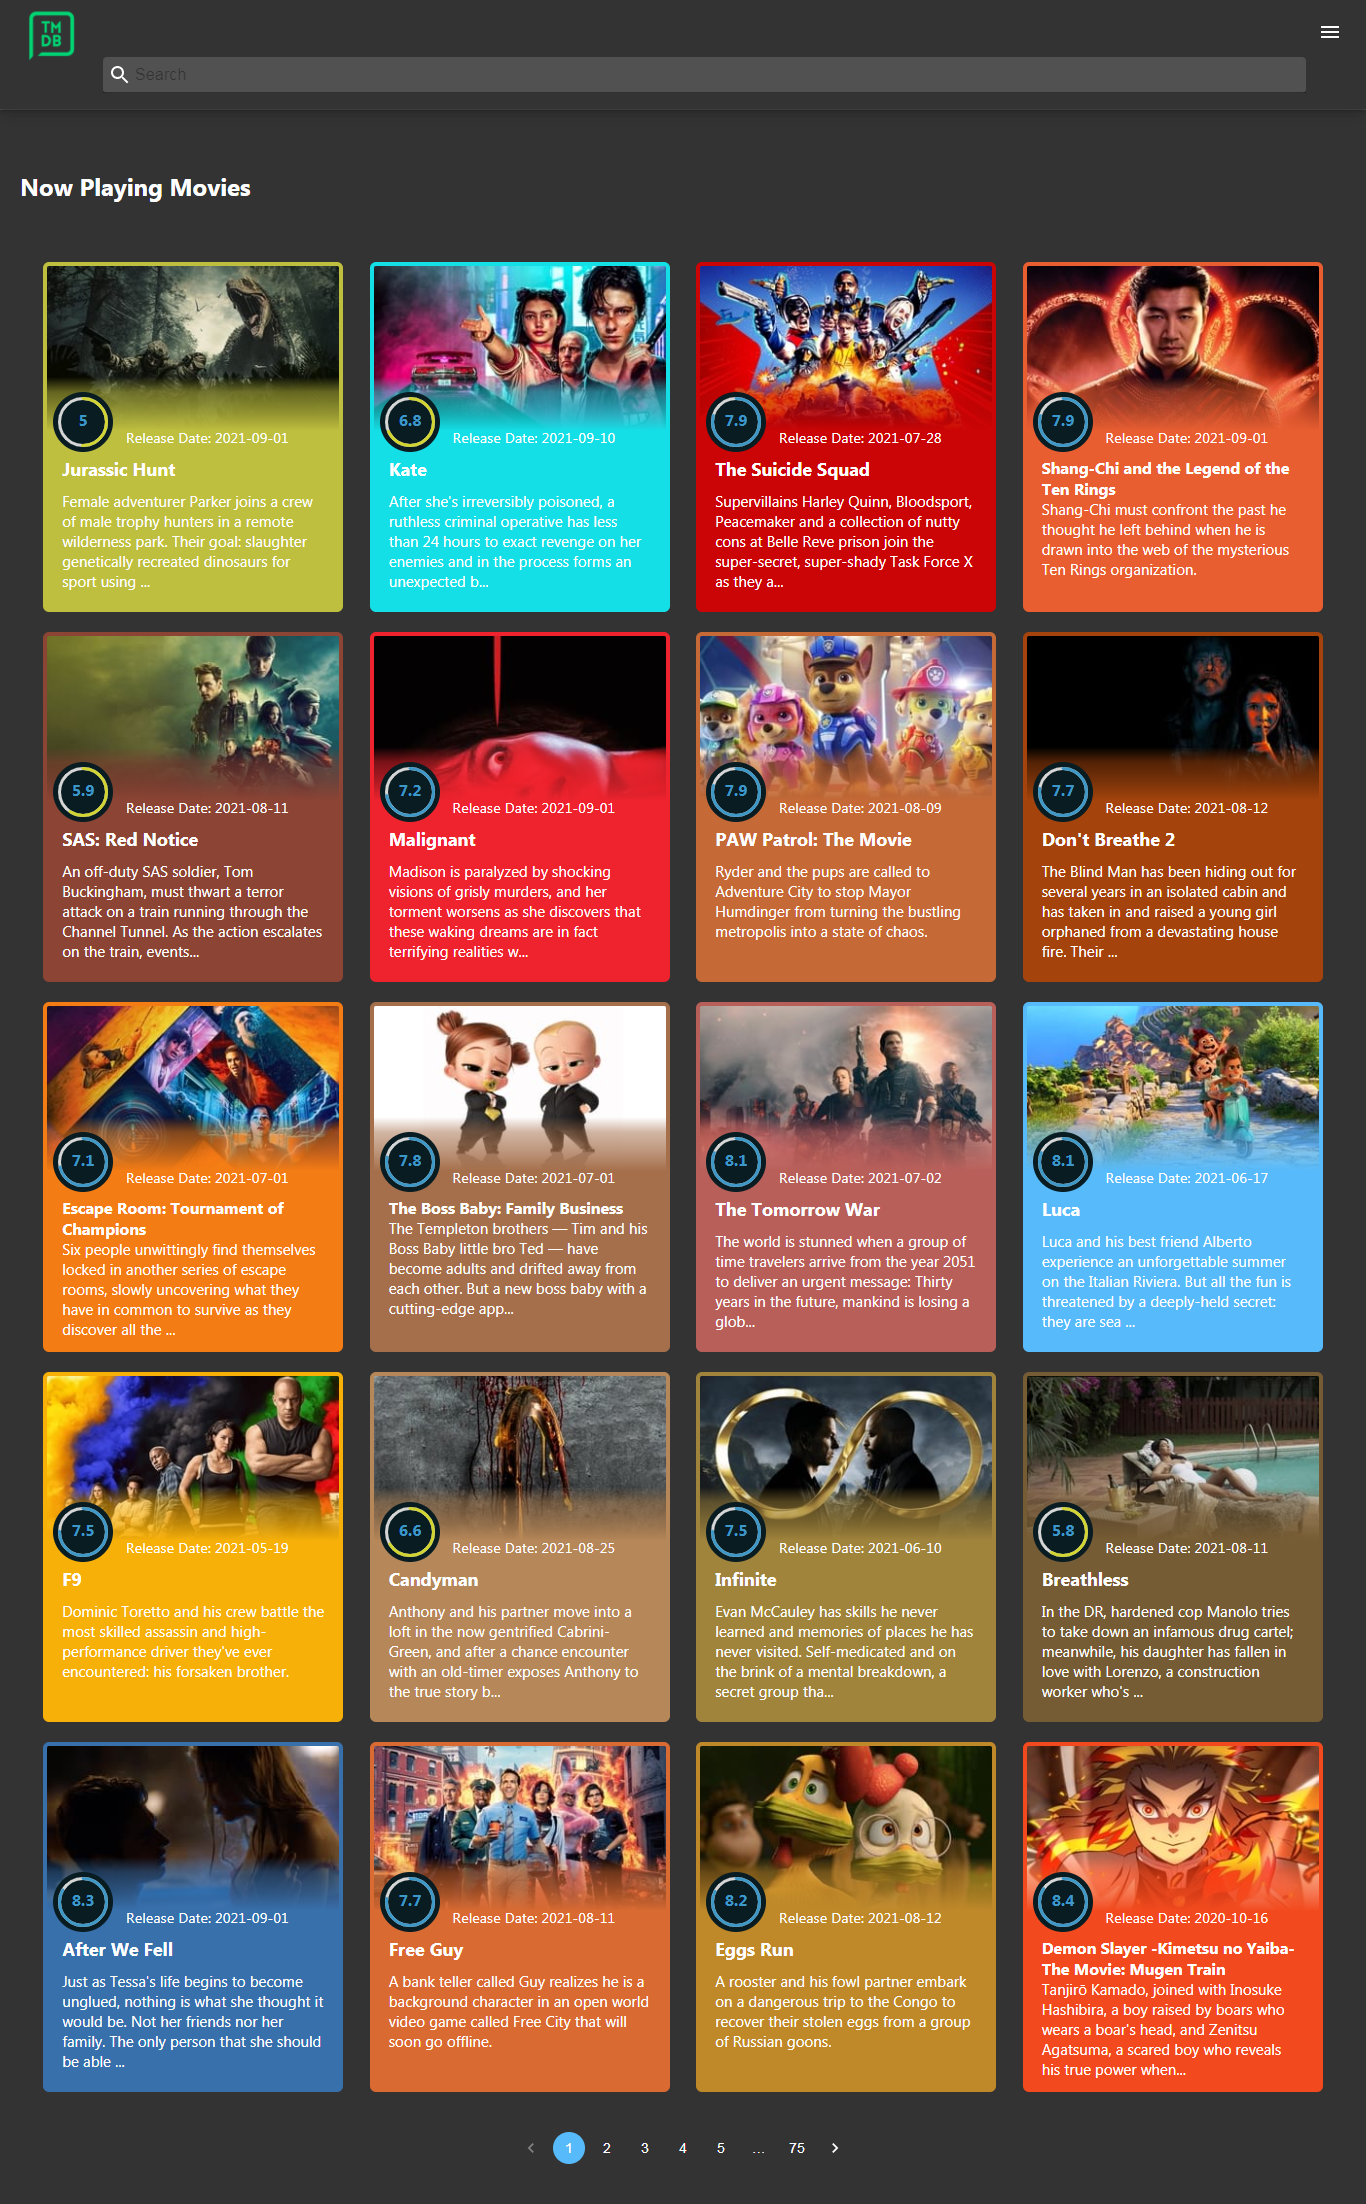 TM
DB
Search
Now Playing Movies
5
Release Date: 2021-09-01
Jurassic Hunt
Female adventurer Parker joins a crew
of male trophy hunters in a remote
wilderness park. Their goal: slaughter
genetically recreated dinosaurs for
sport using ...
6.8
Release Date: 2021-09-10
Kate
After she's irreversibly poisoned, a
ruthless criminal operative has less
than 24 hours to exact revenge on her
enemies and in the process forms an
unexpected b...
7.9
Release Date: 2021-07-28
The Suicide Squad
Supervillains Harley Quinn, Bloodsport,
Peacemaker and a collection of nutty
cons at Belle Reve prison join the
super-secret, super-shady Task Force X
as they a...
7.9
Release Date: 2021-09-01
Shang-Chi and the Legend of the
Ten Rings
Shang-Chi must confront the past he
thought he left behind when he is
drawn into the web of the mysterious
Ten Rings organization.
5.9
Release Date: 2021-08-11
SAS: Red Notice
An off-duty SAS soldier, Tom
Buckingham, must thwart a terror
attack on a train running through the
Channel Tunnel. As the action escalates
on the train, events...
7.2
Release Date: 2021-09-01
Malignant
Madison is paralyzed by shocking
visions of grisly murders, and her
torment worsens as she discovers that
these waking dreams are in fact
terrifying realities w...
7.9
Release Date: 2021-08-09
PAW Patrol: The Movie
Ryder and the pups are called to
Adventure City to stop Mayor
Humdinger from turning the bustling
metropolis into a state of chaos.
7.7
Release Date: 2021-08-12
Don't Breathe 2
The Blind Man has been hiding out for
several years in an isolated cabin and
has taken in and raised a young girl
orphaned from a devastating house
fire. Their ...
7.1
Release Date: 2021-07-01
Escape Room: Tournament of
Champions
Six people unwittingly find themselves
locked in another series of escape
rooms, slowly uncovering what they
have in common to survive as they
discover all the ...
7.8
Release Date: 2021-07-01
The Boss Baby: Family Business
The Templeton brothers — Tim and his
Boss Baby little bro Ted — have
become adults and drifted away from
each other. But a new boss baby with a
cutting-edge app...
8.1
Release Date: 2021-07-02
The Tomorrow War
The world is stunned when a group of
time travelers arrive from the year 2051
to deliver an urgent message: Thirty
years in the future, mankind is losing a
glob...
8.1
Release Date: 2021-06-17
Luca
Luca and his best friend Alberto
experience an unforgettable summer
on the Italian Riviera. But all the fun is
threatened by a deeply-held secret:
they are sea ...
7.5
Release Date: 2021-05-19
F9
Dominic Toretto and his crew battle the
most skilled assassin and high-
performance driver they've ever
encountered: his forsaken brother.
6.6
Release Date: 2021-08-25
Candyman
Anthony and his partner move into a
loft in the now gentrified Cabrini-
Green, and after a chance encounter
with an old-timer exposes Anthony to
the true story b...
7.5
Release Date: 2021-06-10
Infinite
Evan McCauley has skills he never
learned and memories of places he has
never visited. Self-medicated and on
the brink of a mental breakdown, a
secret group tha...
5.8
Release Date: 2021-08-11
Breathless
In the DR, hardened cop Manolo tries
to take down an infamous drug cartel;
meanwhile, his daughter has fallen in
love with Lorenzo, a construction
worker who's ...
8.3
Release Date: 2021-09-01
After We Fell
Just as Tessa's life begins to become
unglued, nothing is what she thought it
would be. Not her friends nor her
family. The only person that she should
be able ...
7.7
Release Date: 2021-08-11
Free Guy
A bank teller called Guy realizes he is a
background character in an open world
video game called Free City that will
soon go offline.
8.2
Release Date: 2021-08-12
Eggs Run
A rooster and his fowl partner embark
on a dangerous trip to the Congo to
recover their stolen eggs from a group
of Russian goons.
8.4
Release Date: 2020-10-16
Demon Slayer -Kimetsu no Yaiba-
The Movie: Mugen Train
Tanjirō Kamado, joined with Inosuke
Hashibira, a boy raised by boars who
wears a boar's head, and Zenitsu
Agatsuma, a scared boy who reveals
his true power when...
1 2 3 4 5 ... 75